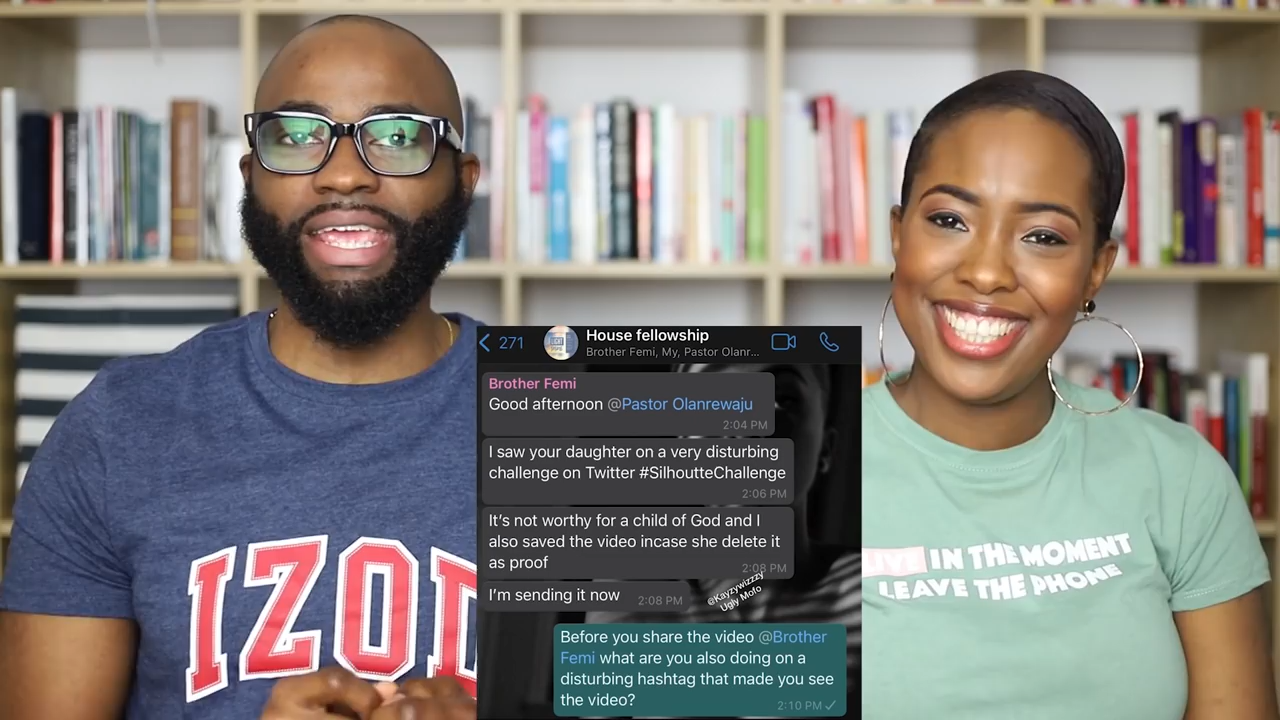 IZOD
LIVE IN THE MOMENT
LEAVE THE PHONE
271
House fellowship
Brother Femi, My, Pastor Olanr...
Brother Femi
Good afternoon @Pastor Olanrewaju
2:04 PM
I saw your daughter on a very disturbing
challenge on Twitter #SilhoutteChallenge
2:06 PM
It's not worthy for a child of God and I
also saved the video incase she delete it
as proof
2:08 PM
I'm sending it now
2:08 PM
@Kayzywizzzy
Ugly Mofo
Before you share the video @Brother
Femi what are you also doing on a
disturbing hashtag that made you see
the video?
2:10 PM